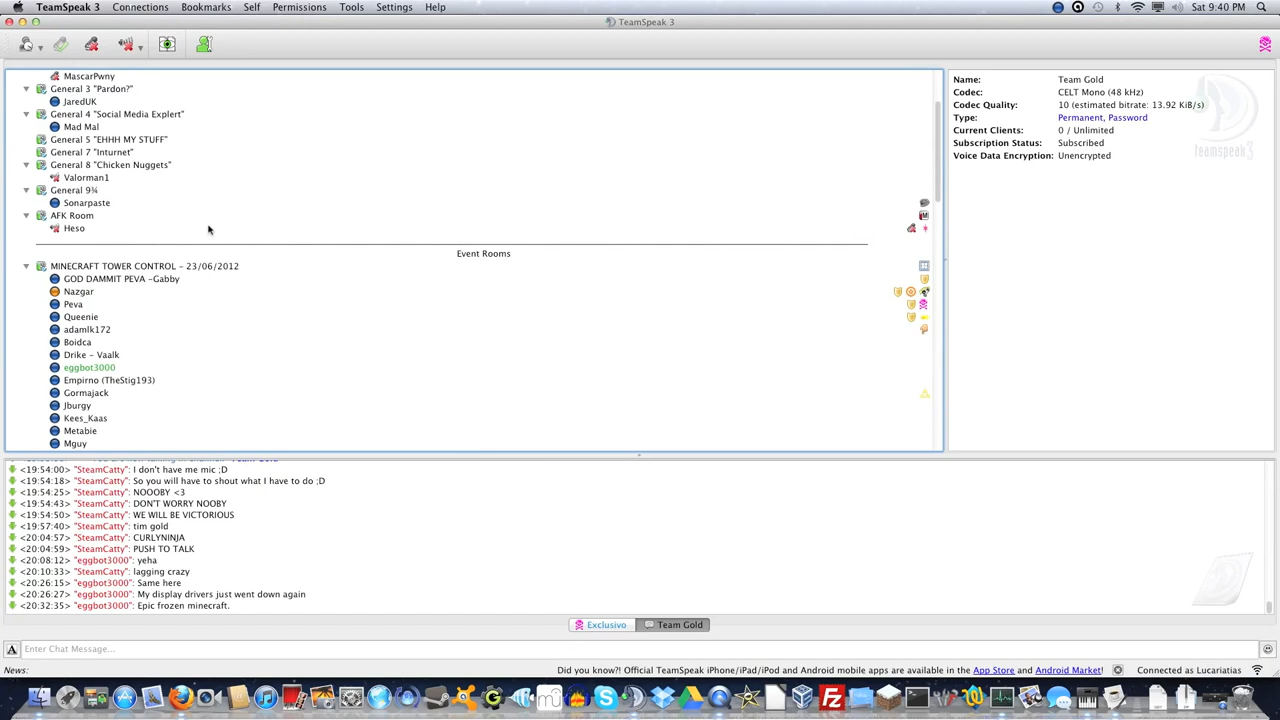 TeamSpeak 3 Connections Bookmarks Self Permissions Tools Settings Help Sat 9:40 PM
TeamSpeak 3
MascarPwny
General 3 "Pardon?"
JaredUK
General 4 "Social Media Explert"
Mad Mal
General 5 "EHHH MY STUFF"
General 7 "Inturnet"
General 8 "Chicken Nuggets"
Valorman1
General 9¾
Sonarpaste
AFK Room
Heso
Event Rooms
MINECRAFT TOWER CONTROL - 23/06/2012
GOD DAMMIT PEVA -Gabby
Nazgar
Peva
Queenie
adamlk172
Boidca
Drike - Vaalk
eggbot3000
Empirno (TheStig193)
Gormajack
Jburgy
Kees_Kaas
Metabie
Mguy
Name: Team Gold
Codec: CELT Mono (48 kHz)
Codec Quality: 10 (estimated bitrate: 13.92 KiB/s)
Type: Permanent, Password
Current Clients: 0 / Unlimited
Subscription Status: Subscribed
Voice Data Encryption: Unencrypted
teamspeak3
<19:54:00> "SteamCatty": I don't have me mic ;D
<19:54:18> "SteamCatty": So you will have to shout what I have to do ;D
<19:54:25> "SteamCatty": NOOOBY <3
<19:54:43> "SteamCatty": DON'T WORRY NOOBY
<19:54:50> "SteamCatty": WE WILL BE VICTORIOUS
<19:57:40> "SteamCatty": tim gold
<20:04:57> "SteamCatty": CURLYNINJA
<20:04:59> "SteamCatty": PUSH TO TALK
<20:08:12> "eggbot3000": yeha
<20:10:33> "SteamCatty": lagging crazy
<20:26:15> "eggbot3000": Same here
<20:26:27> "eggbot3000": My display drivers just went down again
<20:32:35> "eggbot3000": Epic frozen minecraft.
Exclusivo Team Gold
A Enter Chat Message...
News: Did you know?! Official TeamSpeak iPhone/iPad/iPod and Android mobile apps are available in the App Store and Android Market! Connected as Lucariatias